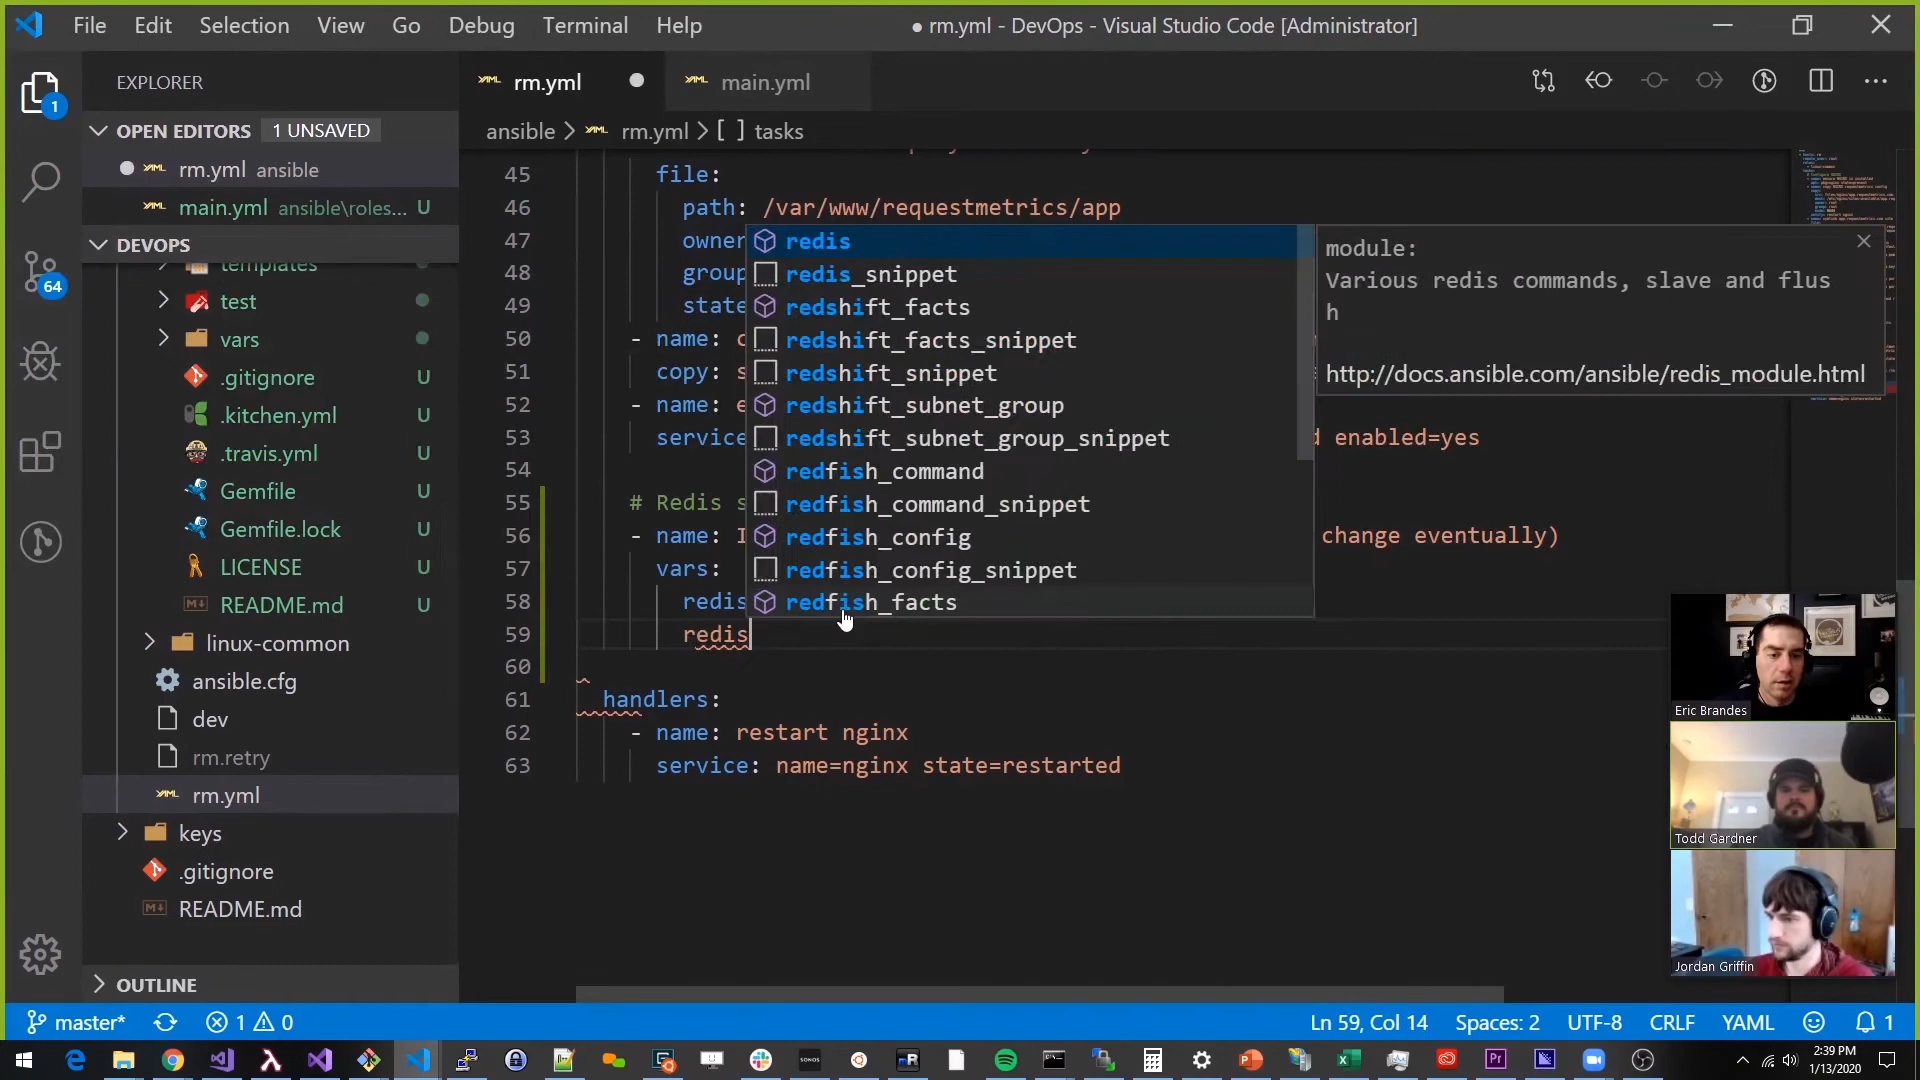 File Edit Selection View Go Debug Terminal Help
● rm.yml - DevOps - Visual Studio Code [Administrator]
EXPLORER
OPEN EDITORS 1 UNSAVED
rm.yml ansible
main.yml ansible\roles... U
DEVOPS
templates
test
vars
.gitignore U
.kitchen.yml U
.travis.yml U
Gemfile U
Gemfile.lock U
LICENSE U
README.md U
linux-common
ansible.cfg
dev
rm.retry
rm.yml
keys
.gitignore
README.md
OUTLINE
1
64
rm.yml
main.yml
ansible > rm.yml > [ ] tasks
45 file:
46 path: /var/www/requestmetrics/app
47 owner
48 group
49 state
50 - name: c
51 copy: s
52 - name: e
53 service d enabled=yes
54
55 # Redis s
56 - name: I change eventually)
57 vars:
58 redis
59 redis
60
61 handlers:
62 - name: restart nginx
63 service: name=nginx state=restarted
redis
redis_snippet
redshift_facts
redshift_facts_snippet
redshift_snippet
redshift_subnet_group
redshift_subnet_group_snippet
redfish_command
redfish_command_snippet
redfish_config
redfish_config_snippet
redfish_facts
module:
Various redis commands, slave and flus
h
http://docs.ansible.com/ansible/redis_module.html
Eric Brandes
Todd Gardner
Jordan Griffin
master* 1 0
Ln 59, Col 14 Spaces: 2 UTF-8 CRLF YAML 1
2:39 PM
1/13/2020